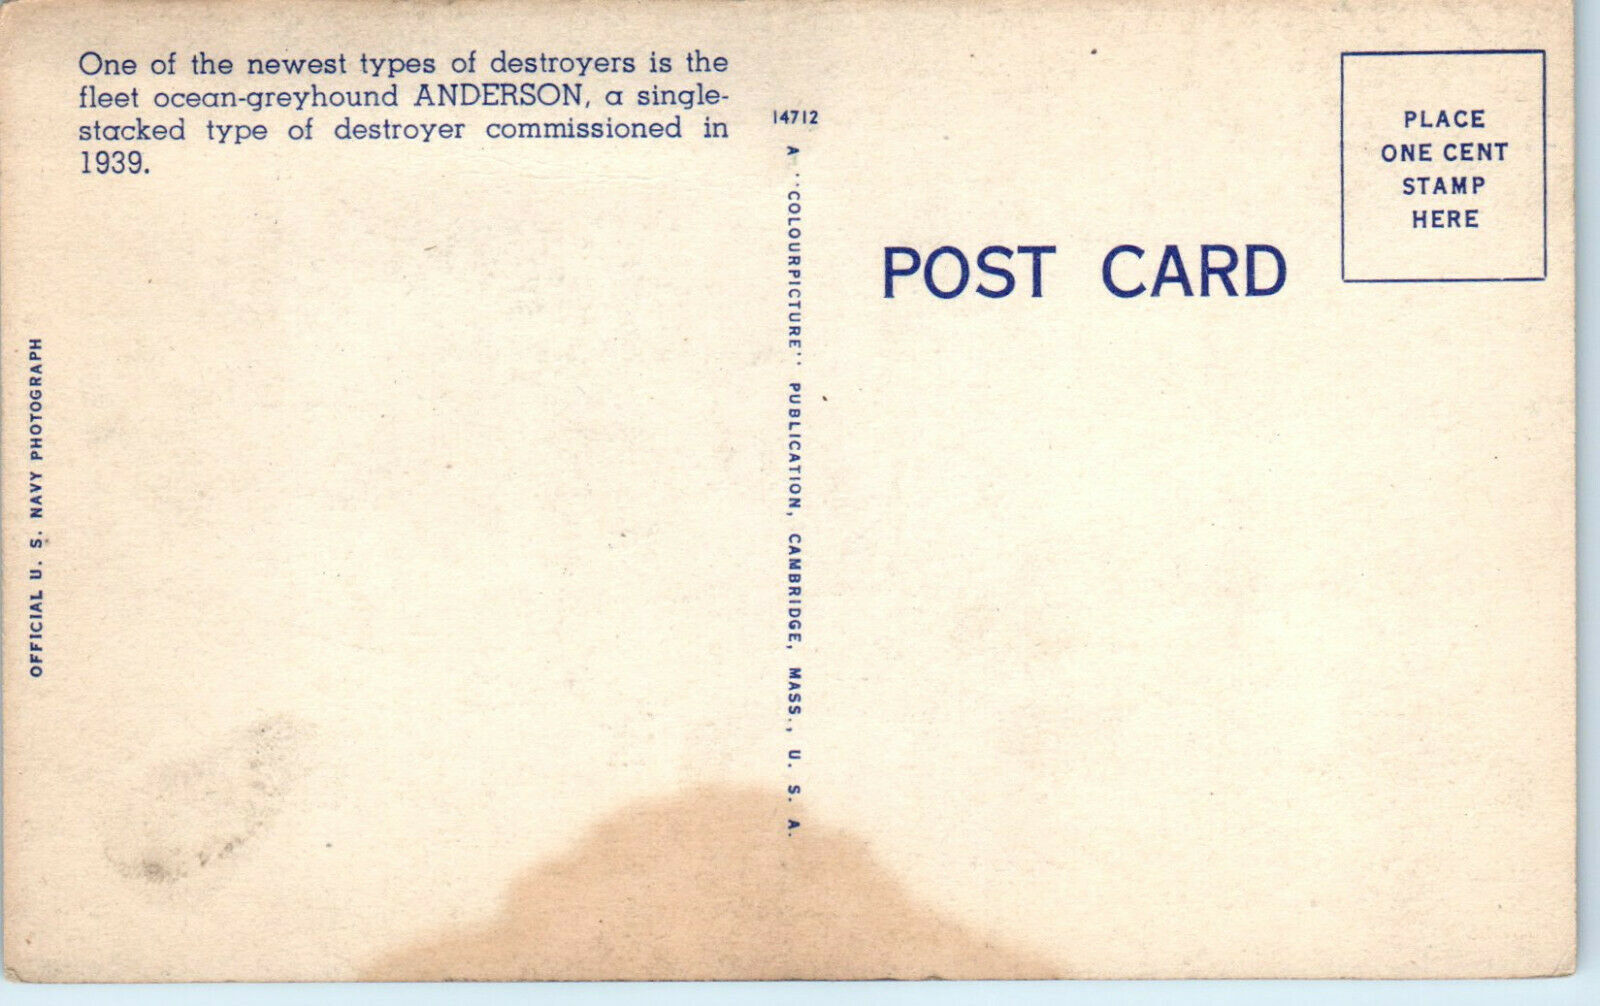 One of the newest types of destroyers is the
fleet ocean-greyhound ANDERSON, a single-
stacked type of destroyer commissioned in
1939.
OFFICIAL U. S. NAVY PHOTOGRAPH
14712
A "COLOURPICTURE" PUBLICATION, CAMBRIDGE, MASS., U. S. A.
POST CARD
PLACE
ONE CENT
STAMP
HERE